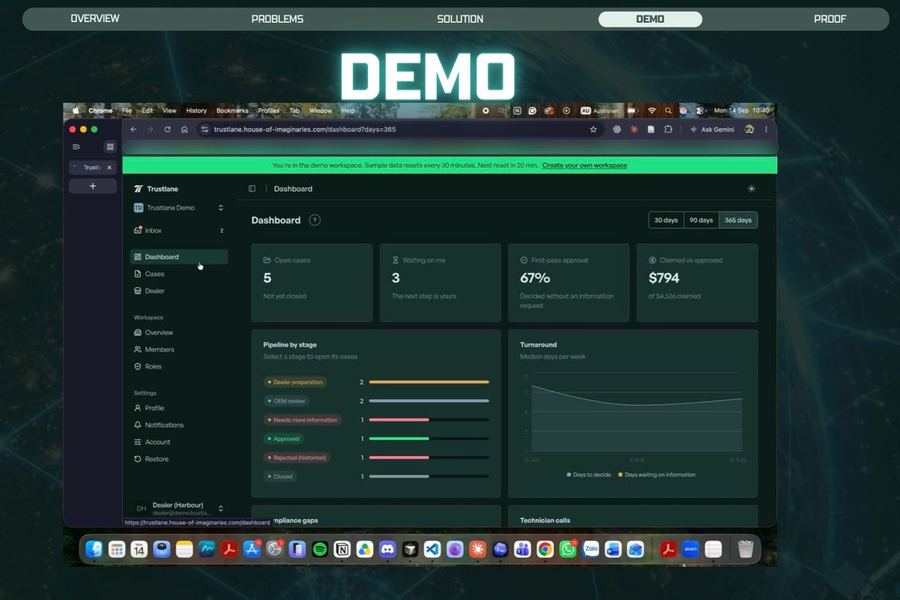 OVERVIEW PROBLEMS SOLUTION DEMO PROOF
DEMO
Chrome File Edit View History Bookmarks Profiles Tab Window Help Mon 14 Sep 10:40
trustlane.house-of-imaginaries.com/dashboard?days=365 Ask Gemini
You're in the demo workspace. Sample data resets every 30 minutes. Next reset in 20 min. Create your own workspace
Trustlane
Dashboard
Trustlane Demo
Inbox 2
Dashboard
Cases
Dealer
Workspace
Overview
Members
Roles
Settings
Profile
Notifications
Account
Restore
DH Dealer (Harbour)
https://trustlane.house-of-imaginaries.com/dashboard
Dashboard ?
30 days 90 days 365 days
Open cases
5
Not yet closed
Waiting on me
3
The next step is yours
First-pass approval
67%
Decided without an information
request
Claimed vs approved
$794
of $4,526 claimed
Pipeline by stage
Select a stage to open its cases
Dealer preparation 2
OEM review 2
Needs more information 1
Approved 1
Rejected (historical) 1
Closed 1
Turnaround
Median days per week
Days to decide Days waiting on information
mpliance gaps
Technician calls